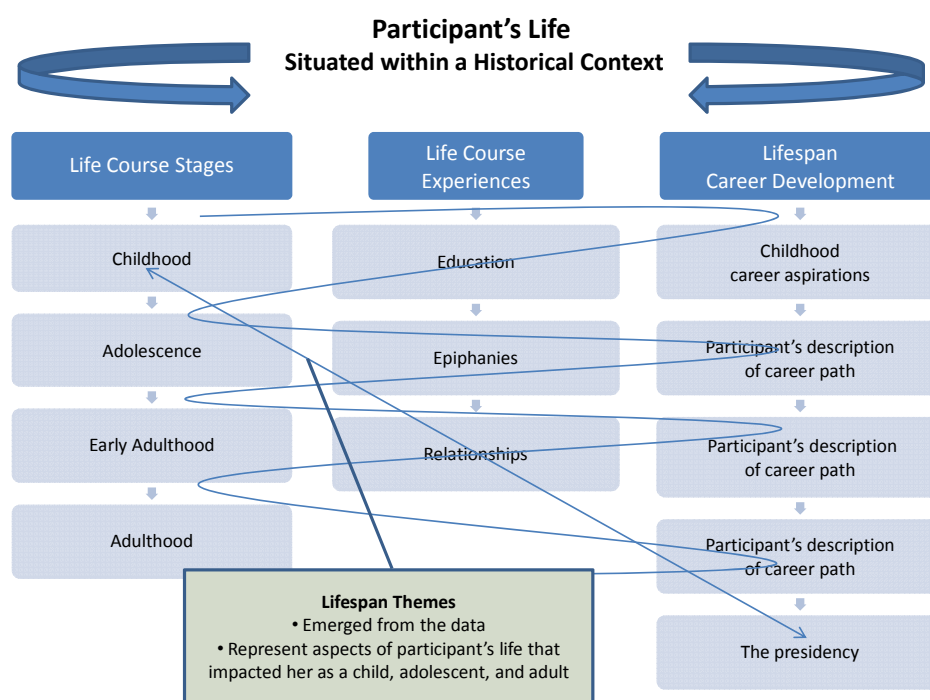 Participant’s Life
Situated within a Historical Context
Life Course Stages
Childhood
Adolescence
Early Adulthood
Adulthood
Life Course
Experiences
Education
Epiphanies
Relationships
Lifespan
Career Development
Childhood
career aspirations
Participant’s description
of career path
Participant’s description
of career path
Participant’s description
of career path
The presidency
Lifespan Themes
• Emerged from the data
• Represent aspects of participant’s life that
impacted her as a child, adolescent, and adult